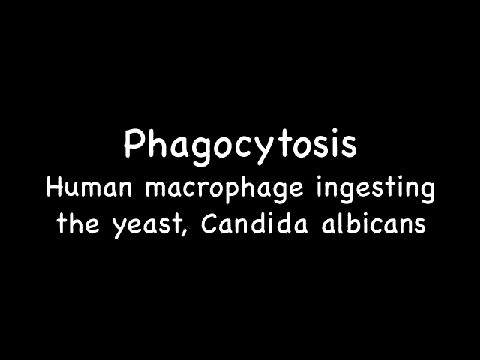 Phagocytosis
Human macrophage ingesting
the yeast, Candida albicans